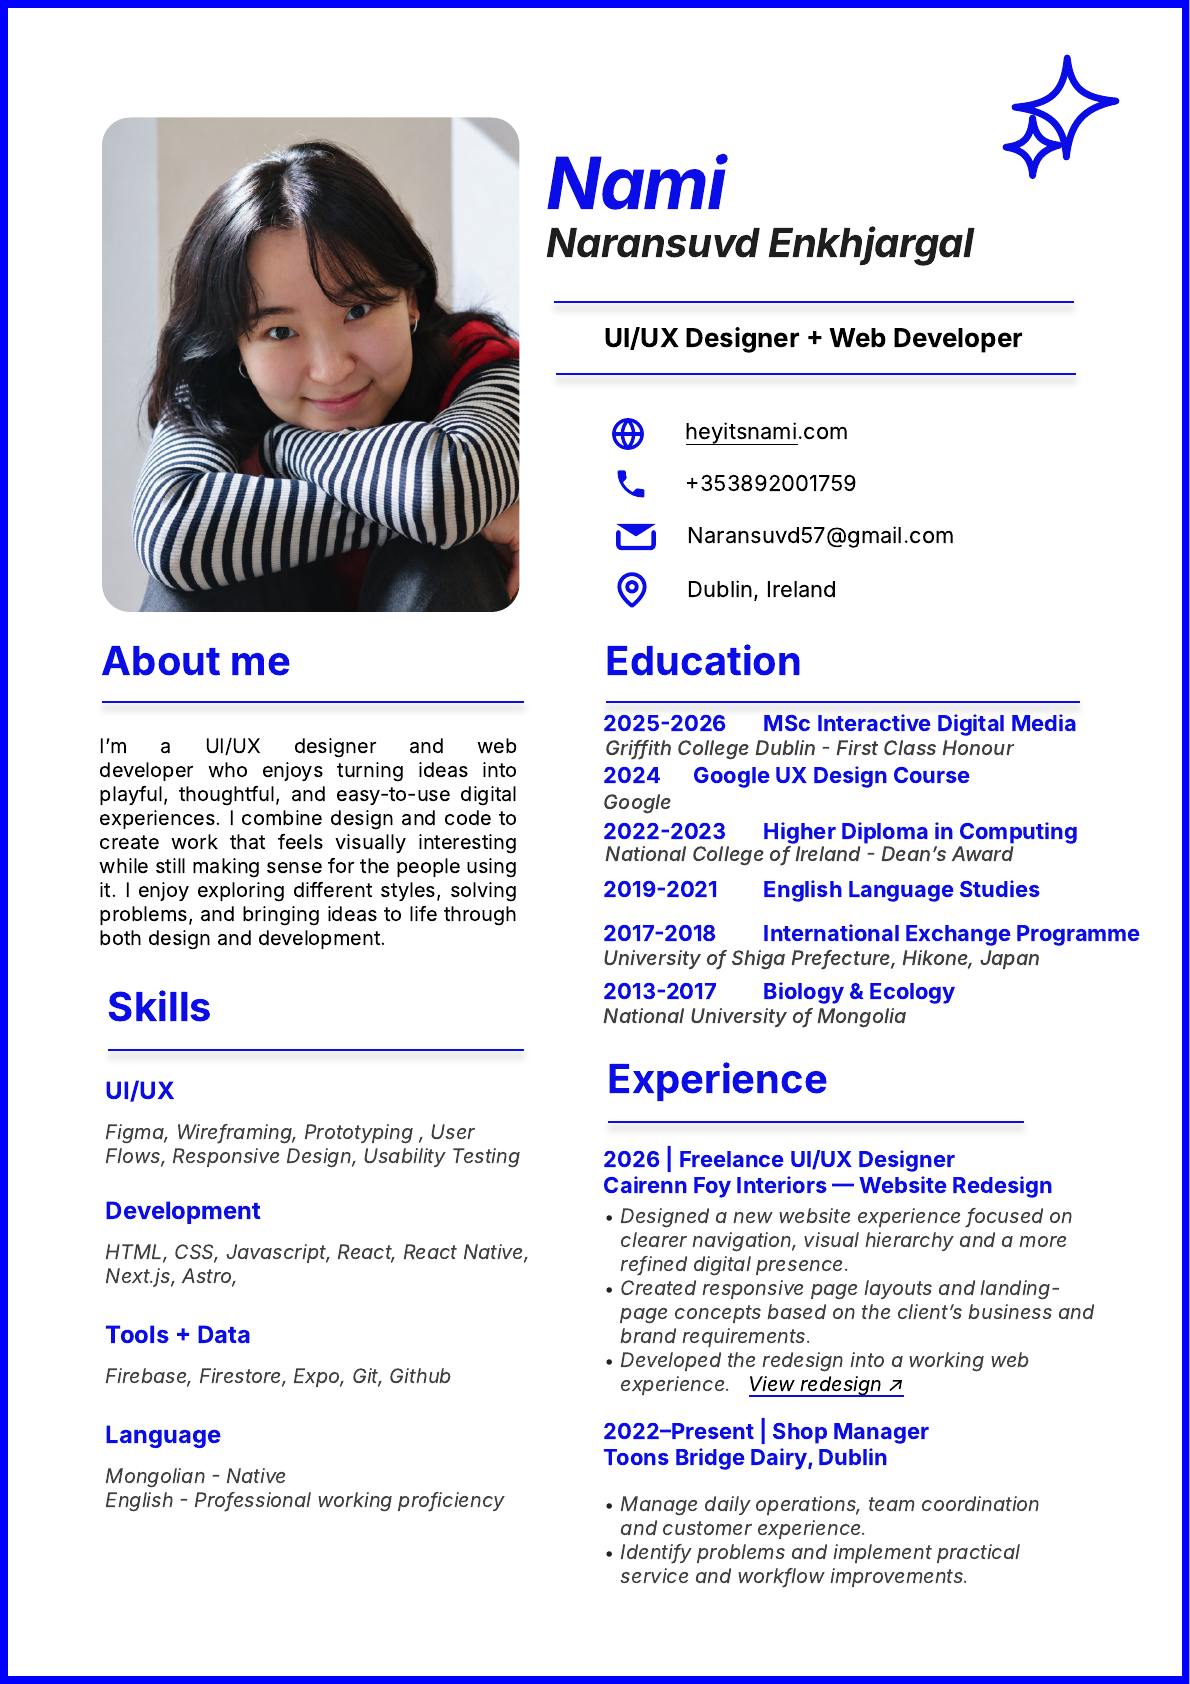 Nami
Naransuvd Enkhjargal
UI/UX Designer + Web Developer
heyitsnami.com
+353892001759
Naransuvd57@gmail.com
Dublin, Ireland
About me
I’m a UI/UX designer and web
developer who enjoys turning ideas into
playful, thoughtful, and easy-to-use digital
experiences. I combine design and code to
create work that feels visually interesting
while still making sense for the people using
it. I enjoy exploring different styles, solving
problems, and bringing ideas to life through
both design and development.
Skills
UI/UX
Figma, Wireframing, Prototyping , User
Flows, Responsive Design, Usability Testing
Development
HTML, CSS, Javascript, React, React Native,
Next.js, Astro,
Tools + Data
Firebase, Firestore, Expo, Git, Github
Language
Mongolian - Native
English - Professional working proficiency
Education
2025-2026 MSc Interactive Digital Media
Griffith College Dublin - First Class Honour
2024 Google UX Design Course
Google
2022-2023 Higher Diploma in Computing
National College of Ireland - Dean’s Award
2019-2021 English Language Studies
2017-2018 International Exchange Programme
University of Shiga Prefecture, Hikone, Japan
2013-2017 Biology & Ecology
National University of Mongolia
Experience
2026 | Freelance UI/UX Designer
Cairenn Foy Interiors — Website Redesign
• Designed a new website experience focused on
clearer navigation, visual hierarchy and a more
refined digital presence.
• Created responsive page layouts and landing-
page concepts based on the client’s business and
brand requirements.
• Developed the redesign into a working web
experience. View redesign ↗
2022–Present | Shop Manager
Toons Bridge Dairy, Dublin
• Manage daily operations, team coordination
and customer experience.
• Identify problems and implement practical
service and workflow improvements.